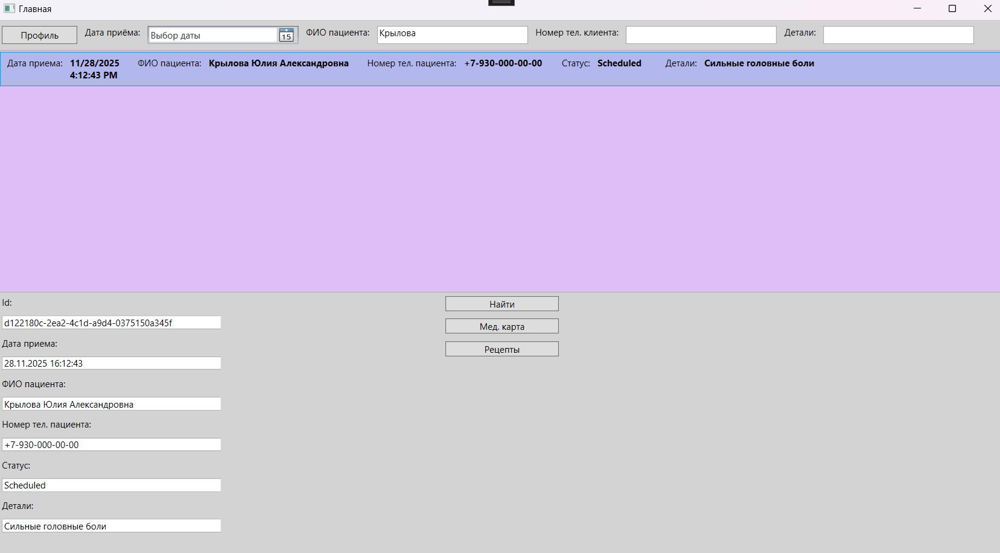 Главная
Профиль Дата приёма: Выбор даты 15 ФИО пациента: Крылова Номер тел. клиента: Детали:
Дата приема: 11/28/2025 ФИО пациента: Крылова Юлия Александровна Номер тел. пациента: +7-930-000-00-00 Статус: Scheduled Детали: Сильные головные боли
4:12:43 PM
Id:
d122180c-2ea2-4c1d-a9d4-0375150a345f
Дата приема:
28.11.2025 16:12:43
ФИО пациента:
Крылова Юлия Александровна
Номер тел. пациента:
+7-930-000-00-00
Статус:
Scheduled
Детали:
Сильные головные боли
Найти
Мед. карта
Рецепты